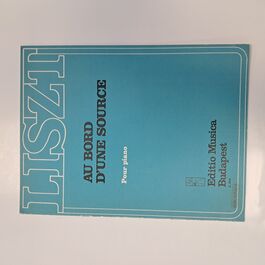 LISZT
AU BORD
D'UNE SOURCE
Pour piano
Editio Musica
Budapest